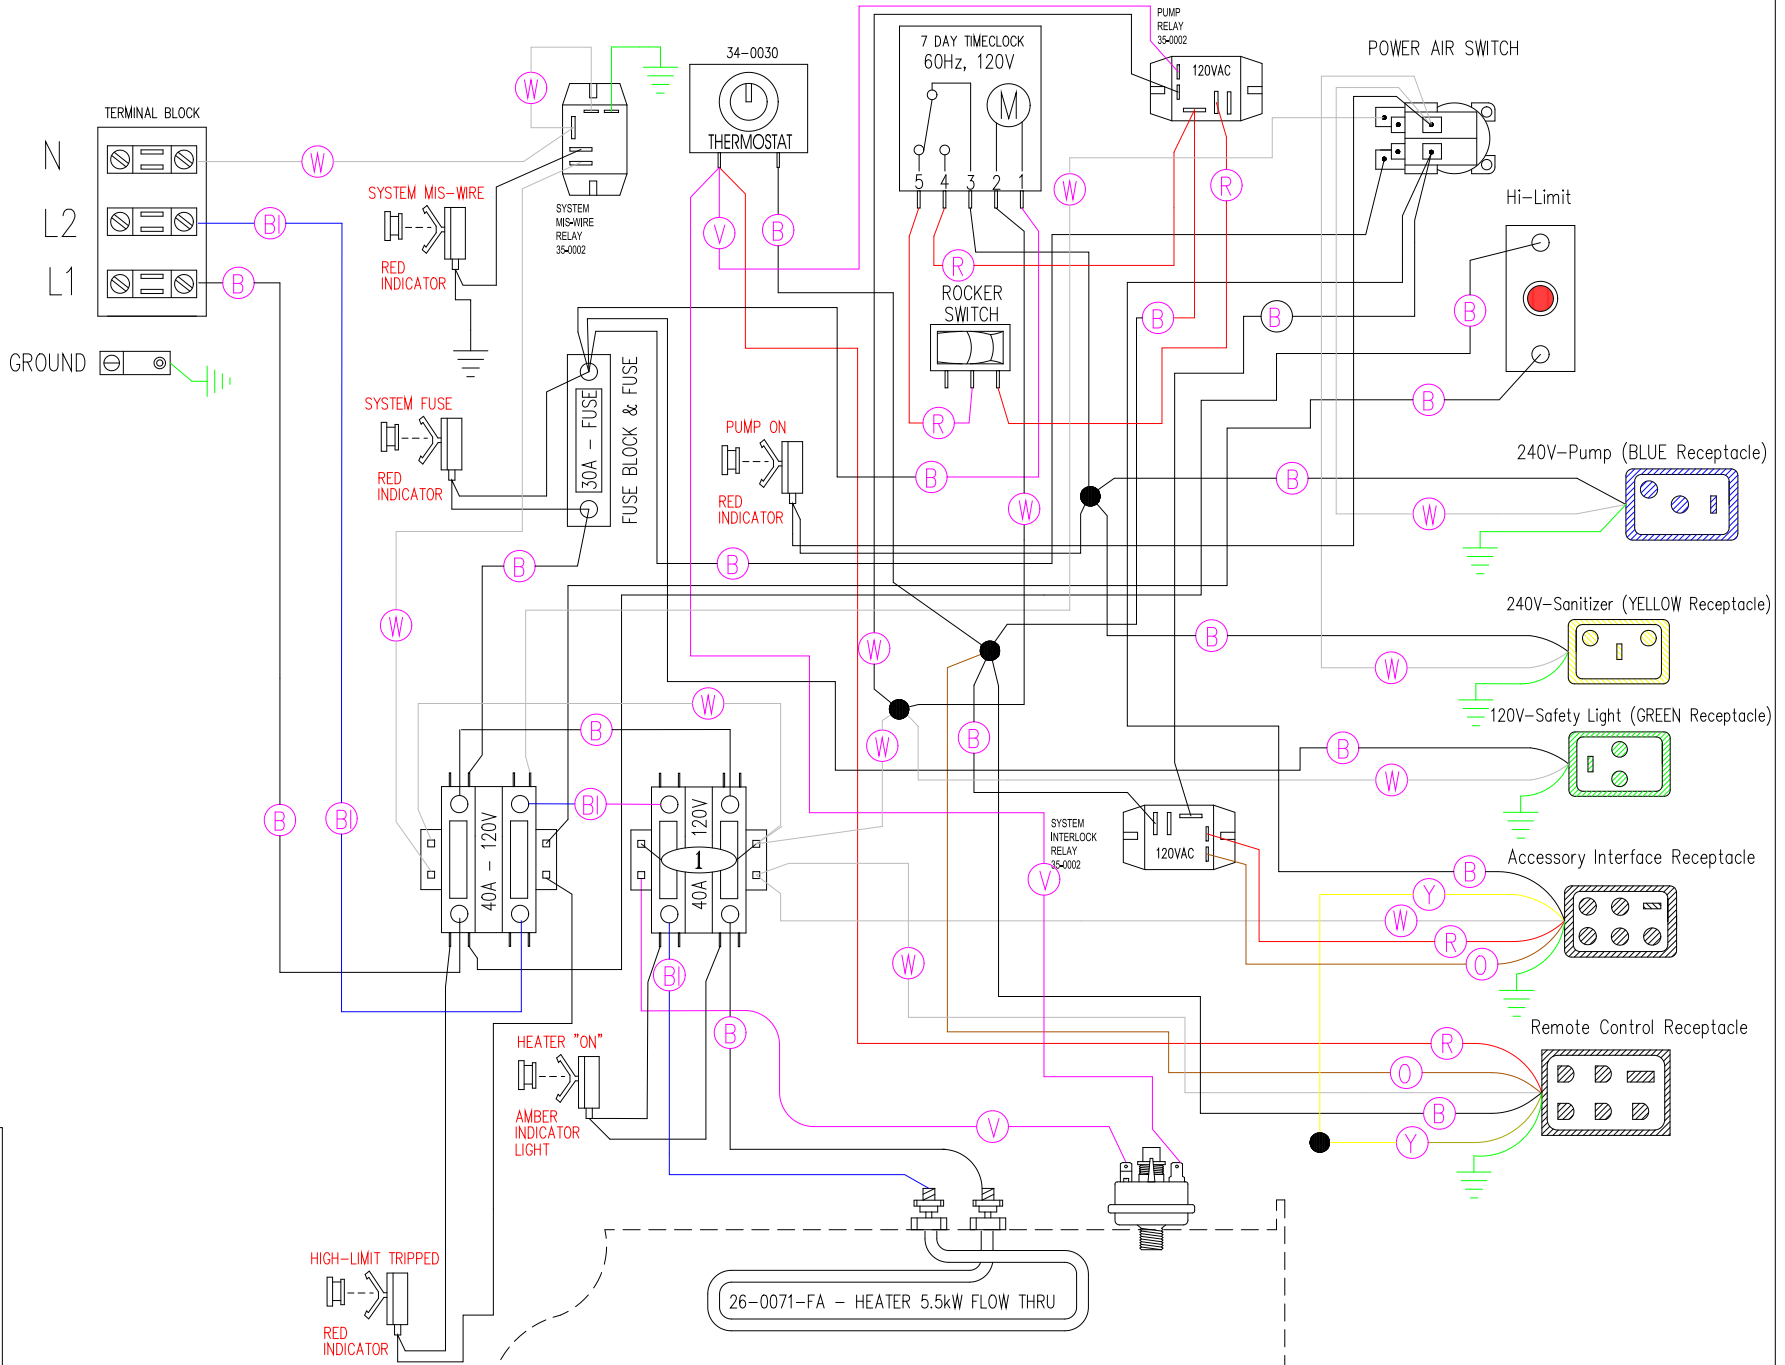 TERMINAL BLOCK
N
L2
L1
GROUND
W
Bl
B
SYSTEM MIS-WIRE
RED
INDICATOR
W
SYSTEM
MIS-WIRE
RELAY
35-0002
34-0030
THERMOSTAT
V
B
7 DAY TIMECLOCK
60Hz, 120V
M
5 4 3 2 1
R
ROCKER
SWITCH
R
B
PUMP
RELAY
35-0002
120VAC
R
W
B
B
POWER AIR SWITCH
Hi-Limit
B
B
SYSTEM FUSE
RED
INDICATOR
30A - FUSE
FUSE BLOCK & FUSE
B
B
W
PUMP ON
RED
INDICATOR
W
W
B
W
240V-Pump (BLUE Receptacle)
B
W
240V-Sanitizer (YELLOW Receptacle)
B
W
120V-Safety Light (GREEN Receptacle)
B
W
W
B
Bl
B
Bl
40A - 120V
40A 120V
1
W
B
SYSTEM
INTERLOCK
RELAY
35-0002
120VAC
V
Accessory Interface Receptacle
B
Y
W
R
O
W
Bl
B
Remote Control Receptacle
R
O
B
Y
V
HEATER "ON"
AMBER
INDICATOR
LIGHT
HIGH-LIMIT TRIPPED
RED
INDICATOR
26-0071-FA - HEATER 5.5kW FLOW THRU